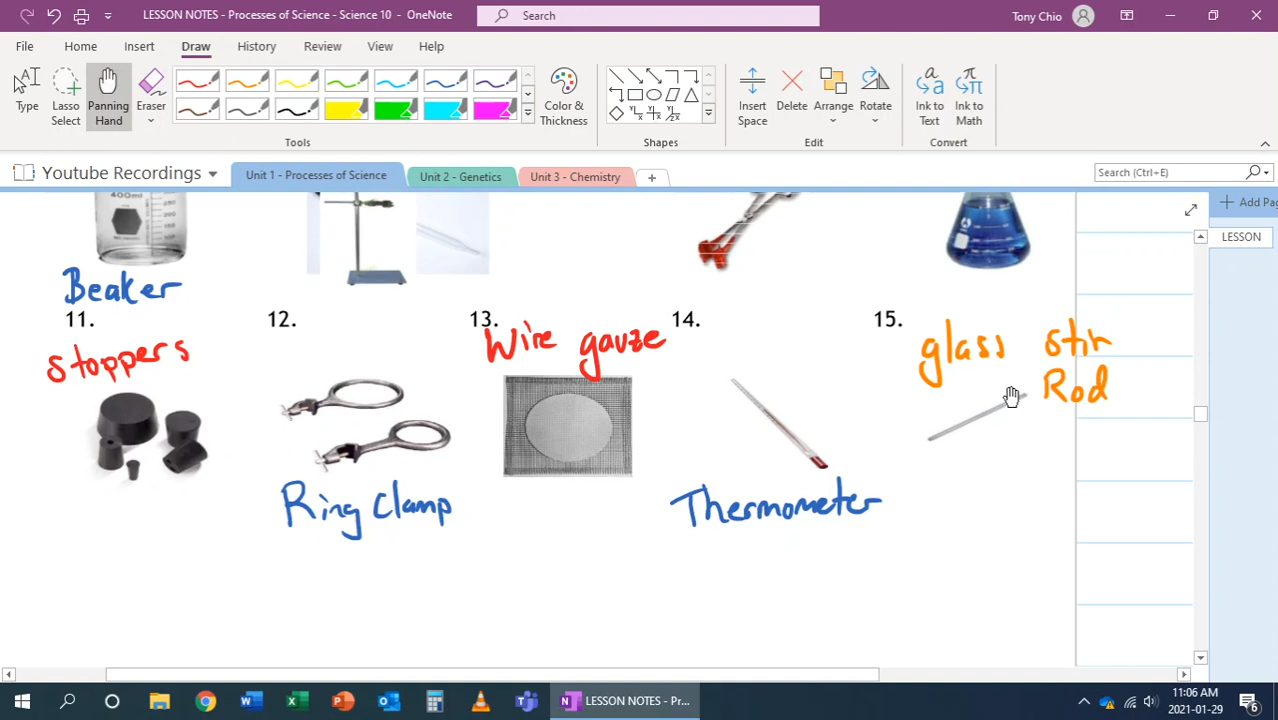 LESSON NOTES - Processes of Science - Science 10 - OneNote
Search
Tony Chio
File Home Insert Draw History Review View Help
Type
Lasso Select
Panning Hand
Eraser
Color & Thickness
Insert Space
Delete
Arrange
Rotate
Ink to Text
Ink to Math
Tools
Shapes
Edit
Convert
Youtube Recordings
Unit 1 - Processes of Science
Unit 2 - Genetics
Unit 3 - Chemistry
Search (Ctrl+E)
Add Pag
LESSON
400ml
Beaker
11. 12. 13. 14. 15.
stoppers
Wire gauze
glass stir
Rod
Ring Clamp
Thermometer
LESSON NOTES - Pr...
11:06 AM
2021-01-29
6